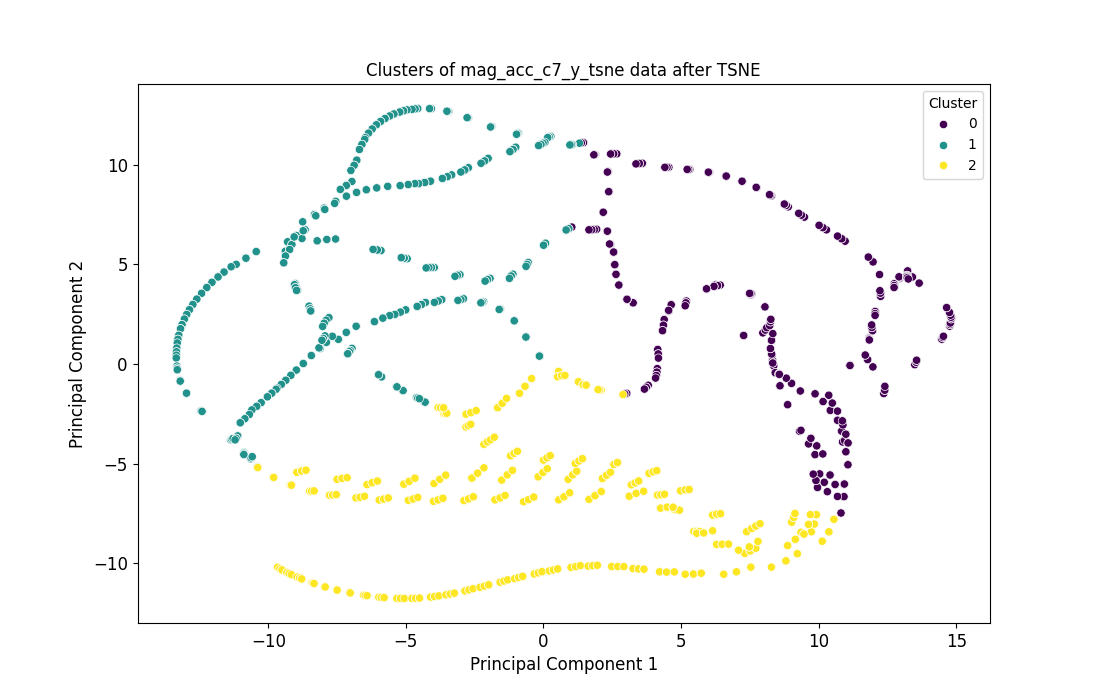 Clusters of mag_acc_c7_y_tsne data after TSNE
Cluster
0
1
2
10
5
0
−5
−10
Principal Component 2
−10 −5 0 5 10 15
Principal Component 1